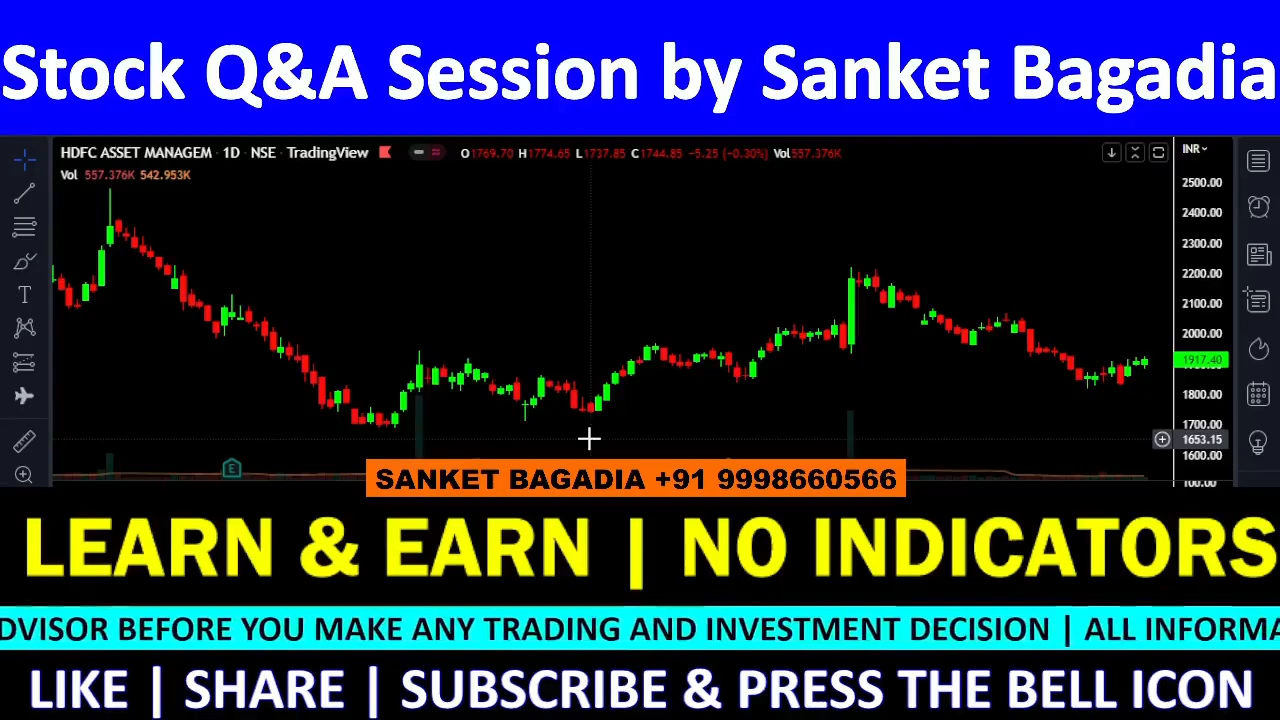 Stock Q&A Session by Sanket Bagadia
HDFC ASSET MANAGEM · 1D · NSE · TradingView O1769.70 H1774.65 L1737.85 C1744.85 −5.25 (−0.30%) Vol557.376K
INR
Vol 557.376K 542.953K
2500.00
2400.00
2300.00
2200.00
2100.00
2000.00
1917.40
1800.00
1700.00
1653.15
1600.00
E
T
SANKET BAGADIA +91 9998660566
LEARN & EARN | NO INDICATORS
DVISOR BEFORE YOU MAKE ANY TRADING AND INVESTMENT DECISION | ALL INFORMA
LIKE | SHARE | SUBSCRIBE & PRESS THE BELL ICON